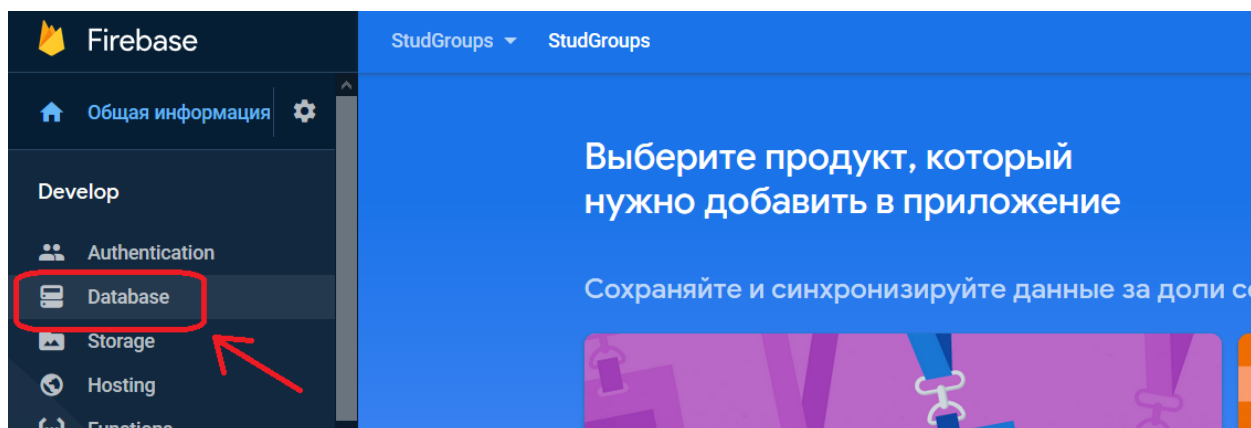 Firebase
StudGroups StudGroups
Общая информация
Develop
Authentication
Database
Storage
Hosting
Functions
Выберите продукт, который
нужно добавить в приложение
Сохраняйте и синхронизируйте данные за доли